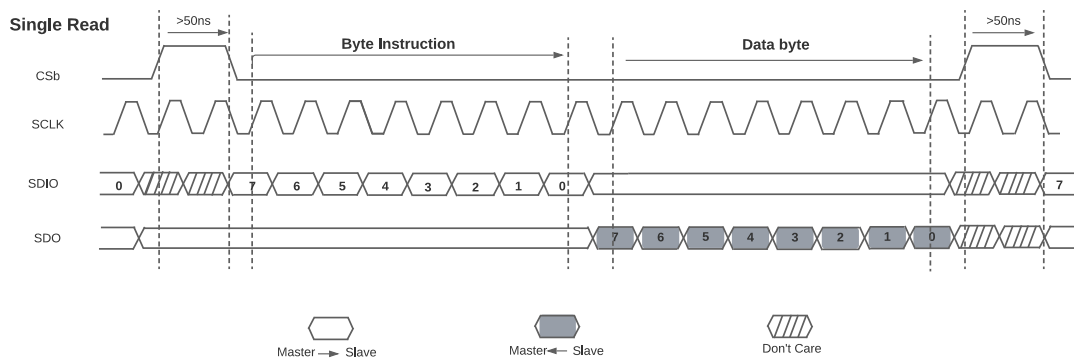 Single Read
>50ns
>50ns
Byte Instruction
Data byte
CSb
SCLK
SDIO
0 7 6 5 4 3 2 1 0 7
SDO
7 6 5 4 3 2 1 0
Master Slave
Master Slave
Don't Care